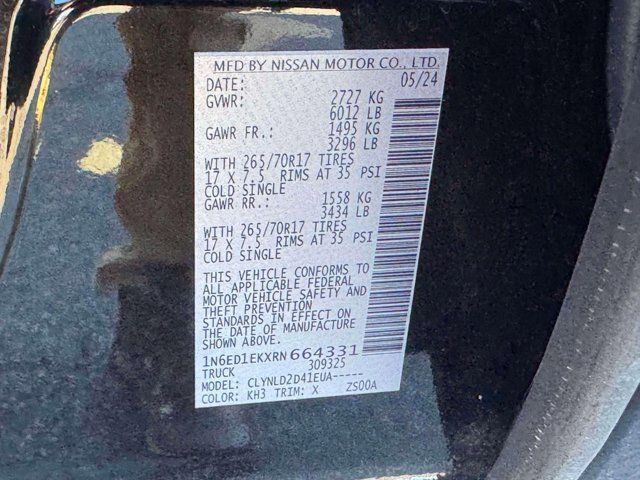 MFD BY NISSAN MOTOR CO., LTD.
DATE: 05/24
GVWR: 2727 KG
6012 LB
GAWR FR.: 1495 KG
3296 LB
WITH 265/70R17 TIRES
17 X 7.5 RIMS AT 35 PSI
COLD SINGLE
GAWR RR.: 1558 KG
3434 LB
WITH 265/70R17 TIRES
17 X 7.5 RIMS AT 35 PSI
COLD SINGLE
THIS VEHICLE CONFORMS TO
ALL APPLICABLE FEDERAL
MOTOR VEHICLE SAFETY AND
THEFT PREVENTION
STANDARDS IN EFFECT ON
THE DATE OF MANUFACTURE
SHOWN ABOVE.
1N6ED1EKXRN664331
TRUCK 309325
MODEL: CLYNLD2D41EUA-----
COLOR: KH3 TRIM: X ZS00A